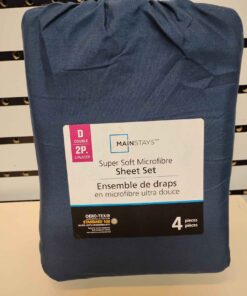 D
DOUBLE
2P.
2 PLACES
MAINSTAYS™
Super Soft Microfibre
Sheet Set
Ensemble de draps
en microfibre ultra douce
OEKO-TEX®
STANDARD 100
4 pieces
pièces